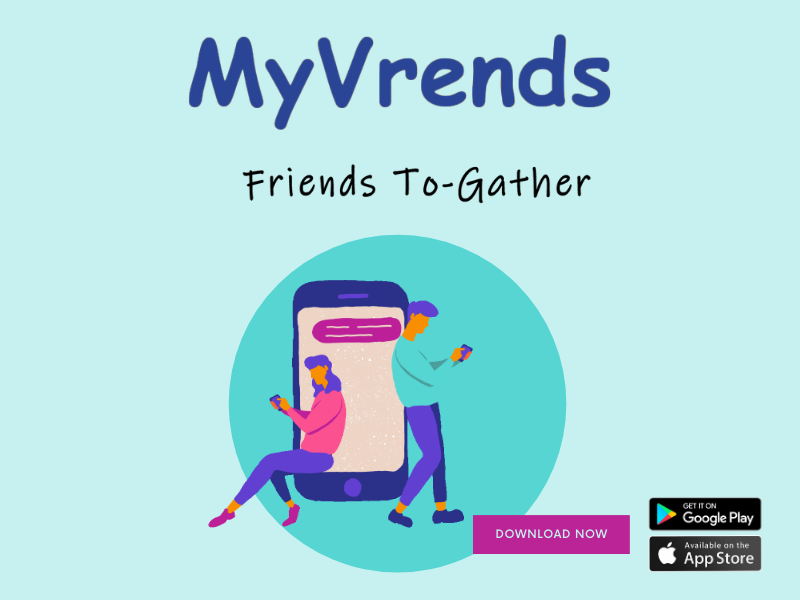 MyVrends
Friends To-Gather
DOWNLOAD NOW
GET IT ON
Google Play
Available on the
App Store